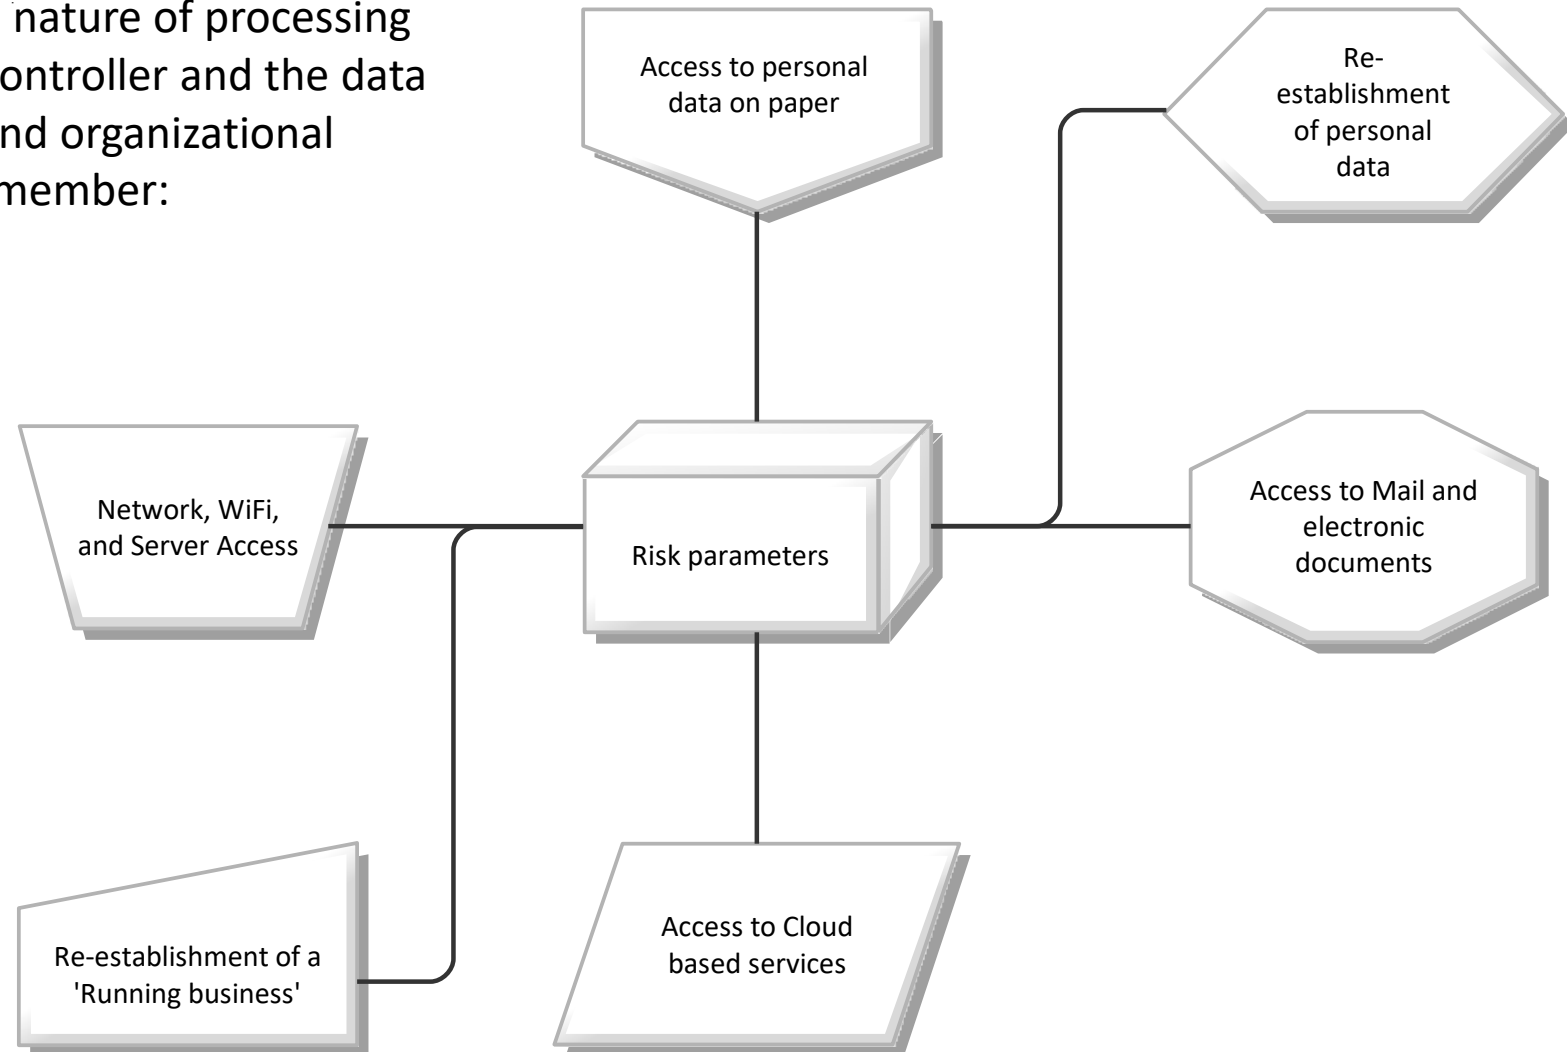 nature of processing
ontroller and the data
nd organizational
member:
Access to personal
data on paper
Re-
establishment
of personal
data
Network, WiFi,
and Server Access
Risk parameters
Access to Mail and
electronic
documents
Re-establishment of a
'Running business'
Access to Cloud
based services